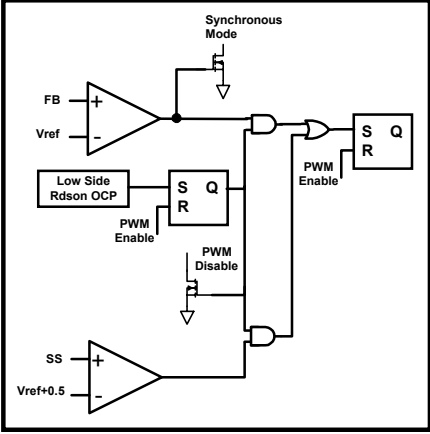 Synchronous
Mode
FB
+
Vref
-
S Q
R
Low Side
Rdson OCP
S Q
R
PWM
Enable
PWM
Enable
PWM
Disable
SS
+
Vref+0.5
-